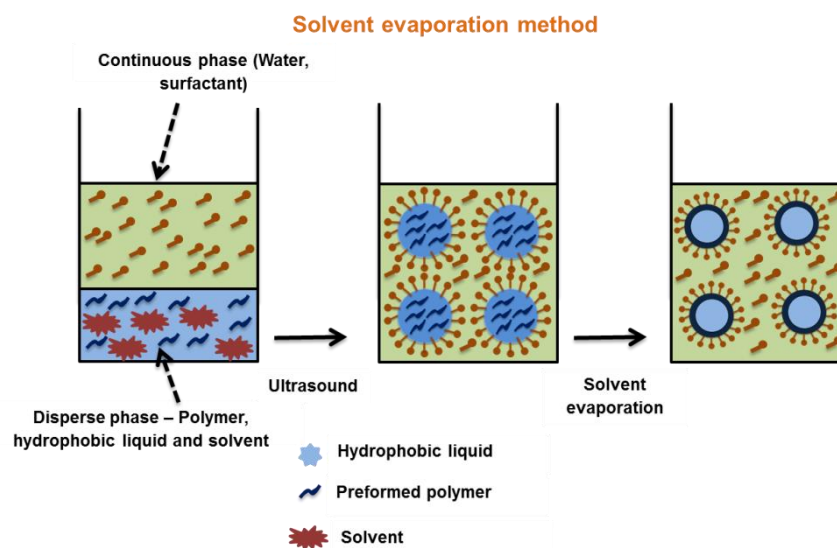 Solvent evaporation method
Continuous phase (Water,
surfactant)
Ultrasound
Solvent
evaporation
Disperse phase – Polymer,
hydrophobic liquid and solvent
Hydrophobic liquid
Preformed polymer
Solvent